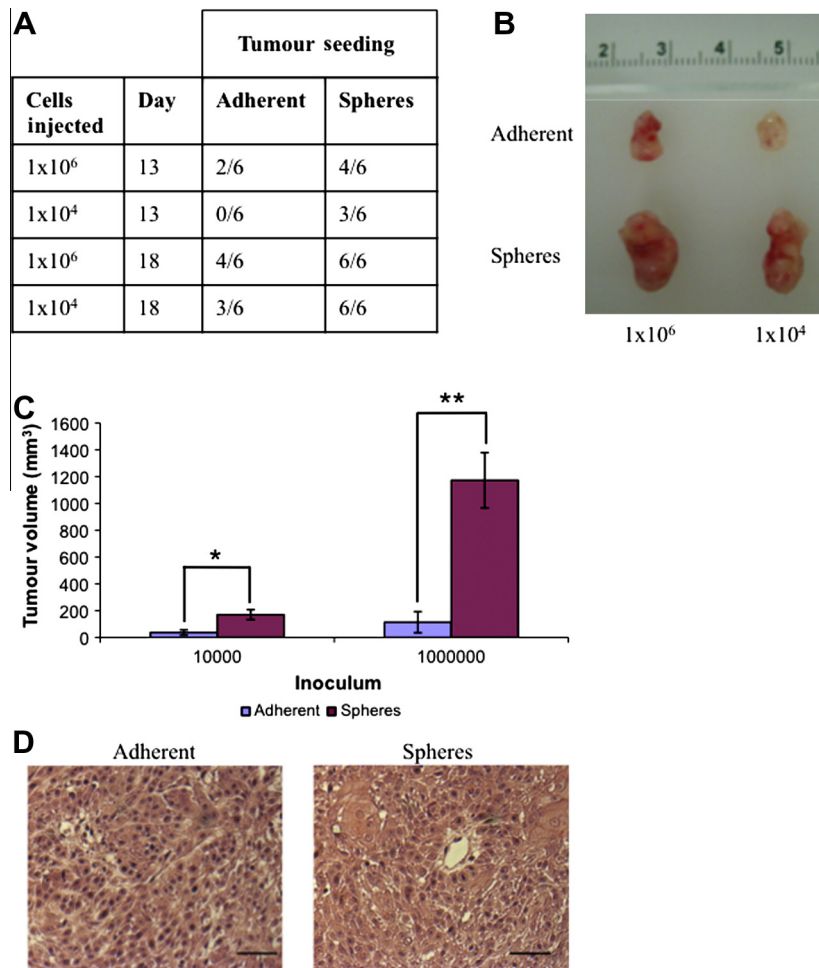 A
Tumour seeding
Cells injected Day Adherent Spheres
1x10⁶ 13 2/6 4/6
1x10⁴ 13 0/6 3/6
1x10⁶ 18 4/6 6/6
1x10⁴ 18 3/6 6/6
B
2 3 4 5
Adherent
Spheres
1x10⁶ 1x10⁴
C
Tumour volume (mm³)
1600
1400
1200
1000
800
600
400
200
0
*
**
10000 1000000
Inoculum
Adherent Spheres
D
Adherent Spheres